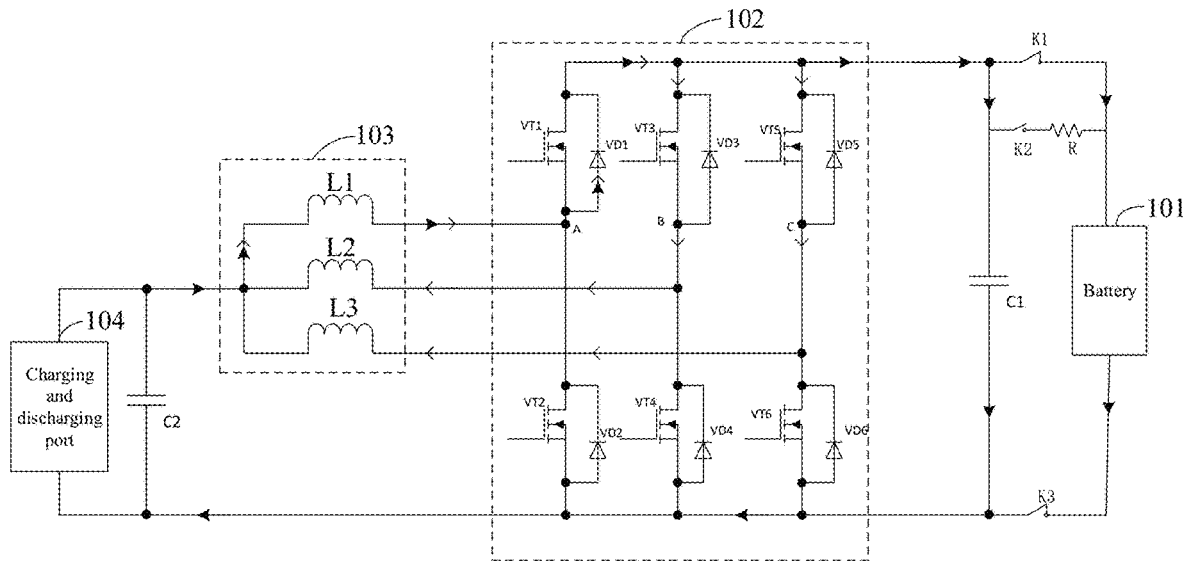 102
K1
103
VT1
VD1
VT3
VD3
VT5
VD5
K2
R
101
L1
A
B
C
L2
Battery
C1
104
L3
Charging
and
discharging
port
C2
VT2
VD2
VT4
VD4
VT6
VD6
K3